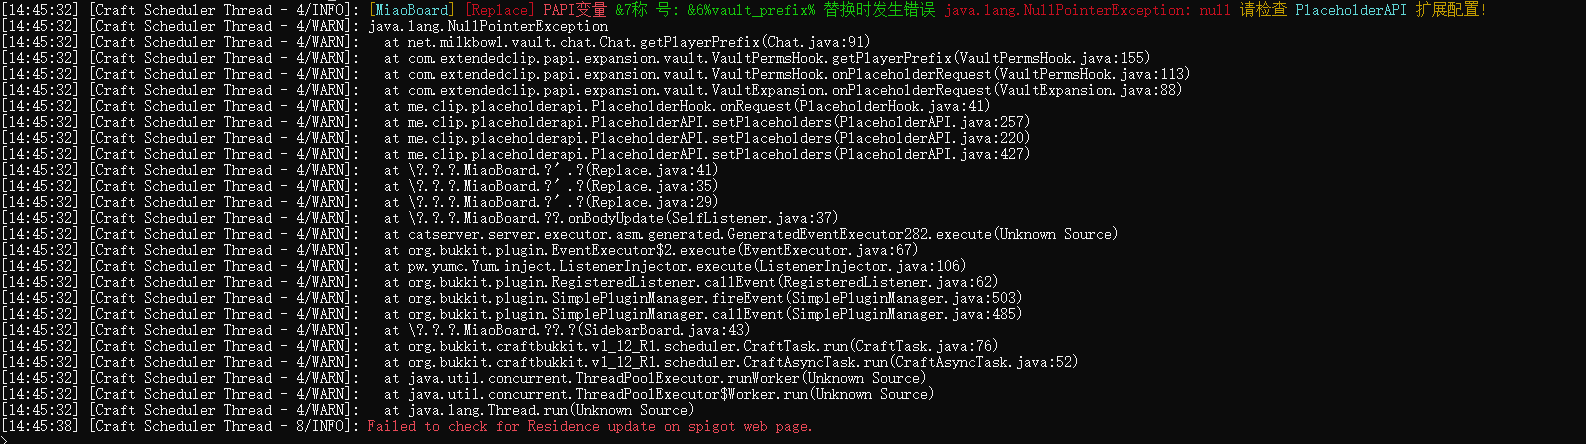 [14:45:32] [Craft Scheduler Thread - 4/INFO]: [MiaoBoard] [Replace] PAPI变量 &7称 号: &6%vault_prefix% 替换时发生错误 java.lang.NullPointerException: null 请检查 PlaceholderAPI 扩展配置!
[14:45:32] [Craft Scheduler Thread - 4/WARN]: java.lang.NullPointerException
[14:45:32] [Craft Scheduler Thread - 4/WARN]:   at net.milkbowl.vault.chat.Chat.getPlayerPrefix(Chat.java:91)
[14:45:32] [Craft Scheduler Thread - 4/WARN]:   at com.extendedclip.papi.expansion.vault.VaultPermsHook.getPlayerPrefix(VaultPermsHook.java:155)
[14:45:32] [Craft Scheduler Thread - 4/WARN]:   at com.extendedclip.papi.expansion.vault.VaultPermsHook.onPlaceholderRequest(VaultPermsHook.java:113)
[14:45:32] [Craft Scheduler Thread - 4/WARN]:   at com.extendedclip.papi.expansion.vault.VaultExpansion.onPlaceholderRequest(VaultExpansion.java:88)
[14:45:32] [Craft Scheduler Thread - 4/WARN]:   at me.clip.placeholderapi.PlaceholderHook.onRequest(PlaceholderHook.java:41)
[14:45:32] [Craft Scheduler Thread - 4/WARN]:   at me.clip.placeholderapi.PlaceholderAPI.setPlaceholders(PlaceholderAPI.java:257)
[14:45:32] [Craft Scheduler Thread - 4/WARN]:   at me.clip.placeholderapi.PlaceholderAPI.setPlaceholders(PlaceholderAPI.java:220)
[14:45:32] [Craft Scheduler Thread - 4/WARN]:   at me.clip.placeholderapi.PlaceholderAPI.setPlaceholders(PlaceholderAPI.java:427)
[14:45:32] [Craft Scheduler Thread - 4/WARN]:   at \?.?.?.MiaoBoard.?ˊ.?(Replace.java:41)
[14:45:32] [Craft Scheduler Thread - 4/WARN]:   at \?.?.?.MiaoBoard.?ˊ.?(Replace.java:35)
[14:45:32] [Craft Scheduler Thread - 4/WARN]:   at \?.?.?.MiaoBoard.?ˊ.?(Replace.java:29)
[14:45:32] [Craft Scheduler Thread - 4/WARN]:   at \?.?.?.MiaoBoard.??.onBodyUpdate(SelfListener.java:37)
[14:45:32] [Craft Scheduler Thread - 4/WARN]:   at catserver.server.executor.asm.generated.GeneratedEventExecutor282.execute(Unknown Source)
[14:45:32] [Craft Scheduler Thread - 4/WARN]:   at org.bukkit.plugin.EventExecutor$2.execute(EventExecutor.java:67)
[14:45:32] [Craft Scheduler Thread - 4/WARN]:   at pw.yumc.Yum.inject.ListenerInjector.execute(ListenerInjector.java:106)
[14:45:32] [Craft Scheduler Thread - 4/WARN]:   at org.bukkit.plugin.RegisteredListener.callEvent(RegisteredListener.java:62)
[14:45:32] [Craft Scheduler Thread - 4/WARN]:   at org.bukkit.plugin.SimplePluginManager.fireEvent(SimplePluginManager.java:503)
[14:45:32] [Craft Scheduler Thread - 4/WARN]:   at org.bukkit.plugin.SimplePluginManager.callEvent(SimplePluginManager.java:485)
[14:45:32] [Craft Scheduler Thread - 4/WARN]:   at \?.?.?.MiaoBoard.??.?(SidebarBoard.java:43)
[14:45:32] [Craft Scheduler Thread - 4/WARN]:   at org.bukkit.craftbukkit.v1_12_R1.scheduler.CraftTask.run(CraftTask.java:76)
[14:45:32] [Craft Scheduler Thread - 4/WARN]:   at org.bukkit.craftbukkit.v1_12_R1.scheduler.CraftAsyncTask.run(CraftAsyncTask.java:52)
[14:45:32] [Craft Scheduler Thread - 4/WARN]:   at java.util.concurrent.ThreadPoolExecutor.runWorker(Unknown Source)
[14:45:32] [Craft Scheduler Thread - 4/WARN]:   at java.util.concurrent.ThreadPoolExecutor$Worker.run(Unknown Source)
[14:45:32] [Craft Scheduler Thread - 4/WARN]:   at java.lang.Thread.run(Unknown Source)
[14:45:38] [Craft Scheduler Thread - 8/INFO]: Failed to check for Residence update on spigot web page.
>